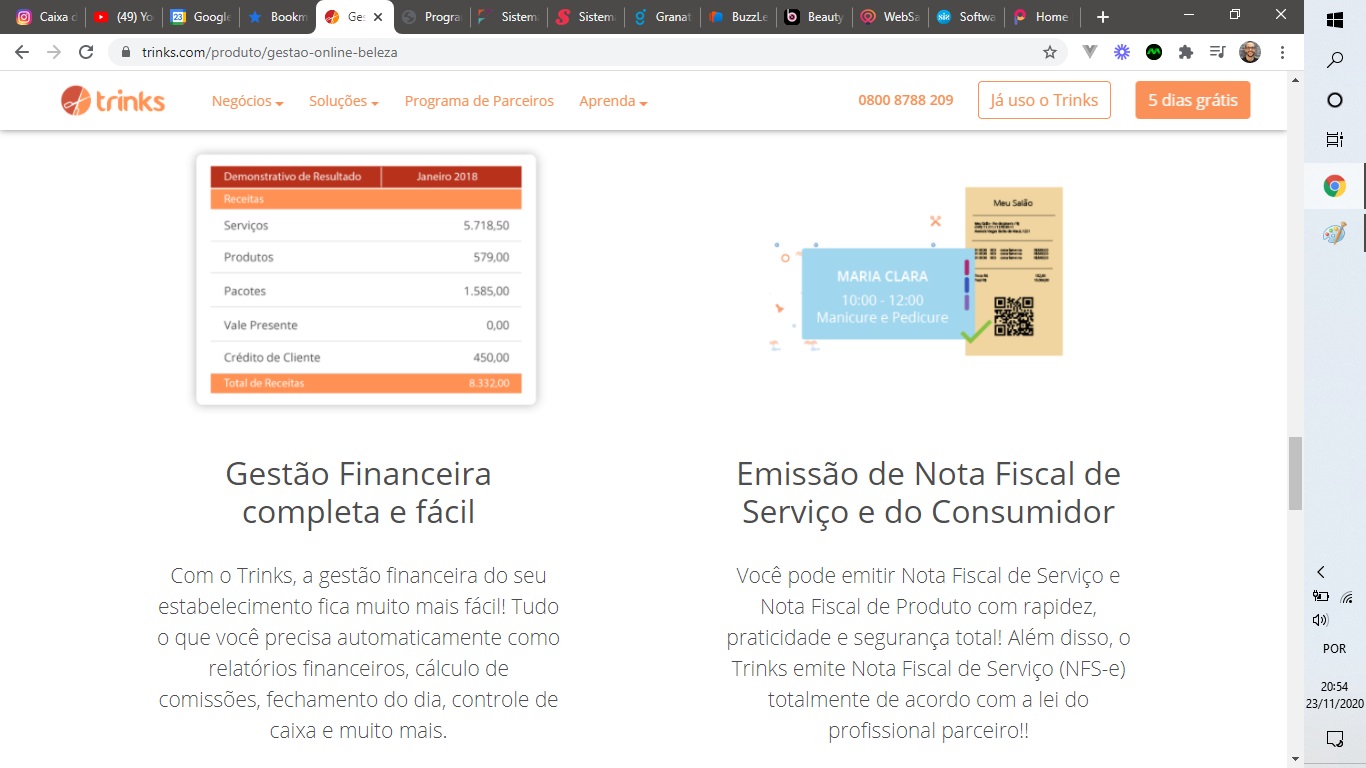 Caixa d
(49) Yo
Google
Bookm
Ges
Progra
Sistem
Sistema
Granat
BuzzLe
Beauty
WebSa
Softwa
Home
trinks.com/produto/gestao-online-beleza
trinks
Negócios
Soluções
Programa de Parceiros
Aprenda
0800 8788 209
Já uso o Trinks
5 dias grátis
Demonstrativo de Resultado Janeiro 2018
Receitas
Serviços 5.718,50
Produtos 579,00
Pacotes 1.585,00
Vale Presente 0,00
Crédito de Cliente 450,00
Total de Receitas 8.332,00
Meu Salão
MARIA CLARA
10:00 - 12:00
Manicure e Pedicure
Gestão Financeira
completa e fácil
Com o Trinks, a gestão financeira do seu
estabelecimento fica muito mais fácil! Tudo
o que você precisa automaticamente como
relatórios financeiros, cálculo de
comissões, fechamento do dia, controle de
caixa e muito mais.
Emissão de Nota Fiscal de
Serviço e do Consumidor
Você pode emitir Nota Fiscal de Serviço e
Nota Fiscal de Produto com rapidez,
praticidade e segurança total! Além disso, o
Trinks emite Nota Fiscal de Serviço (NFS-e)
totalmente de acordo com a lei do
profissional parceiro!!
POR
20:54
23/11/2020